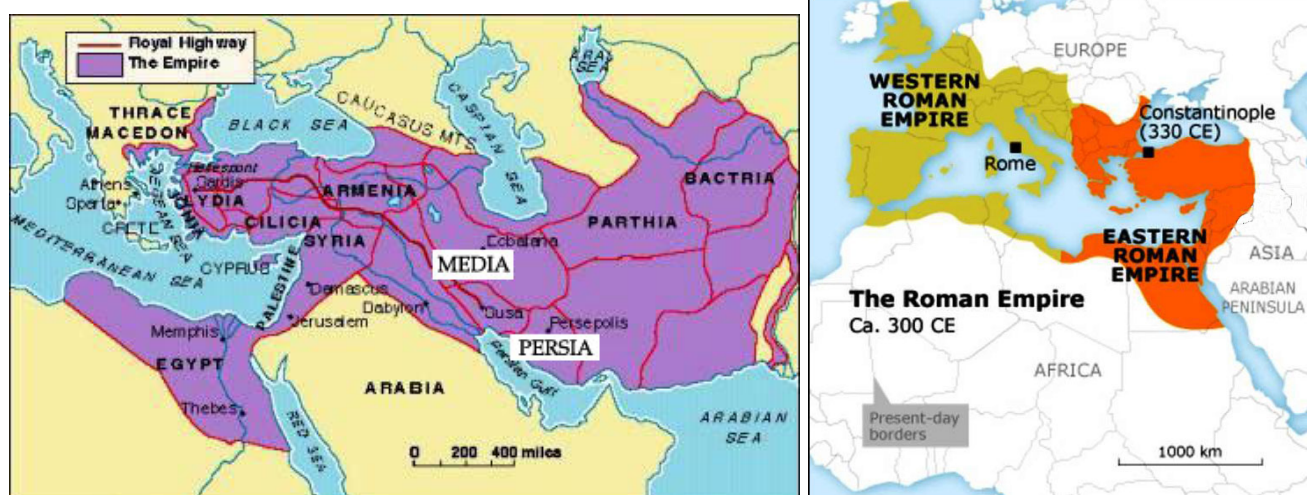 Royal Highway
The Empire
ARAL
SEA
THRACE
MACEDON
BLACK SEA
CAUCASUS MTS.
CASPIAN
SEA
Hellespont
Sardis
Athens
Sparta
AEGEAN SEA
IONIA
LYDIA
ARMENIA
BACTRIA
CILICIA
PARTHIA
CRETE
SYRIA
Ecbatana
MEDITERRANEAN SEA
CYPRUS
MEDIA
PALESTINE
Damascus
Babylon
Susa
Persepolis
Memphis
Jerusalem
PERSIA
EGYPT
Persian Gulf
ARABIA
Thebes
RED SEA
ARABIAN
SEA
0 200 400 miles
EUROPE
WESTERN
ROMAN
EMPIRE
Constantinople
(330 CE)
Rome
EASTERN
ROMAN
EMPIRE
ASIA
ARABIAN
PENINSULA
The Roman Empire
Ca. 300 CE
AFRICA
Present-day
borders
1000 km